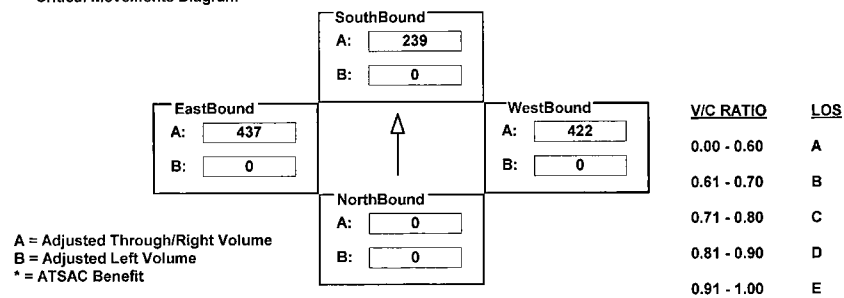 Critical Movements Diagram
SouthBound
A: 239
B: 0
EastBound
A: 437
B: 0
WestBound
A: 422
B: 0
NorthBound
A: 0
B: 0
A = Adjusted Through/Right Volume
B = Adjusted Left Volume
* = ATSAC Benefit
V/C RATIO LOS
0.00 - 0.60 A
0.61 - 0.70 B
0.71 - 0.80 C
0.81 - 0.90 D
0.91 - 1.00 E